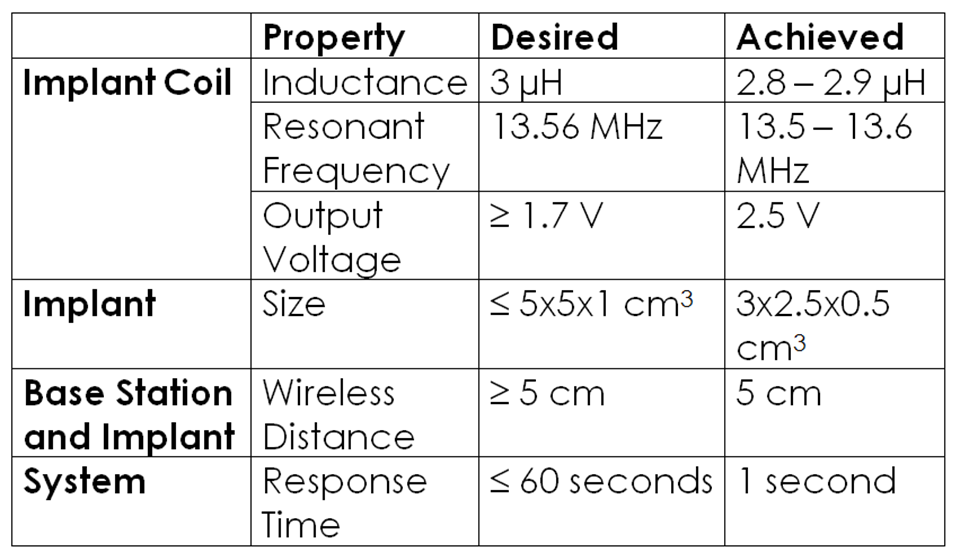 Property Desired Achieved
Implant Coil Inductance 3 µH 2.8 – 2.9 µH
Resonant 13.56 MHz 13.5 – 13.6
Frequency MHz
Output ≥ 1.7 V 2.5 V
Voltage
Implant Size ≤ 5x5x1 cm³ 3x2.5x0.5
cm³
Base Station Wireless ≥ 5 cm 5 cm
and Implant Distance
System Response ≤ 60 seconds 1 second
Time